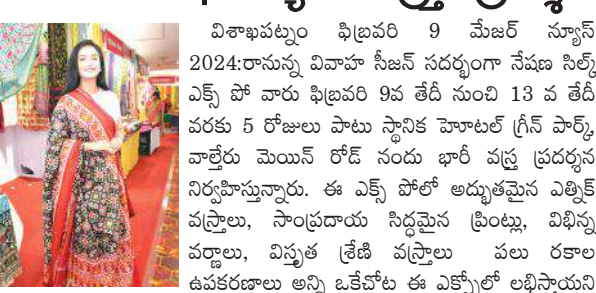 విశాఖపట్నం ఫిబ్రవరి 9 మేజర్ న్యూస్
2024:రానున్న వివాహ సీజన్ సదర్భంగా నేషణ సిల్క్
ఎక్స్ పో వారు ఫిబ్రవరి 9వ తేదీ నుంచి 13 వ తేదీ
వరకు 5 రోజులు పాటు స్థానిక హెూటల్ గ్రీన్ పార్క్,
వాల్తేరు మెయిన్ రోడ్ నందు భారీ వస్త్ర ప్రదర్శన
నిర్వహిస్తున్నారు. ఈ ఎక్స్ పోలో అద్భుతమైన ఎత్నిక్
వస్త్రాలు, సాంప్రదాయ సిద్ధమైన ప్రింట్లు, విభిన్న
వర్ణాలు, విస్తృత శ్రేణి వస్త్రాలు పలు రకాల
ఉపకరణాలు అన్ని ఒకేచోట ఈ ఎక్స్పోలో లభిస్తాయని